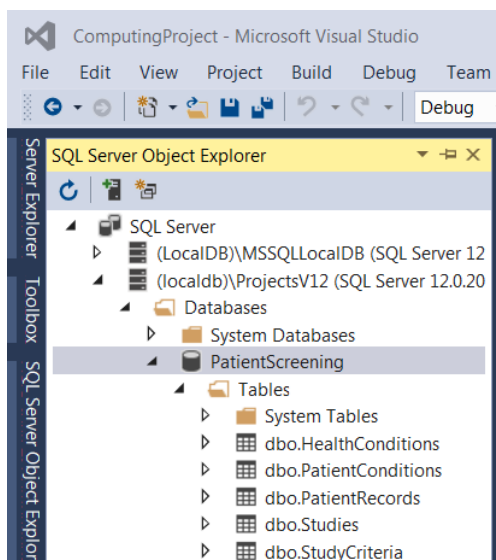 ComputingProject - Microsoft Visual Studio
File Edit View Project Build Debug Team
Debug
Server Explorer
Toolbox
SQL Server Object Explor
SQL Server Object Explorer
SQL Server
(LocalDB)\MSSQLLocalDB (SQL Server 12
(localdb)\ProjectsV12 (SQL Server 12.0.20
Databases
System Databases
PatientScreening
Tables
System Tables
dbo.HealthConditions
dbo.PatientConditions
dbo.PatientRecords
dbo.Studies
dbo.StudyCriteria